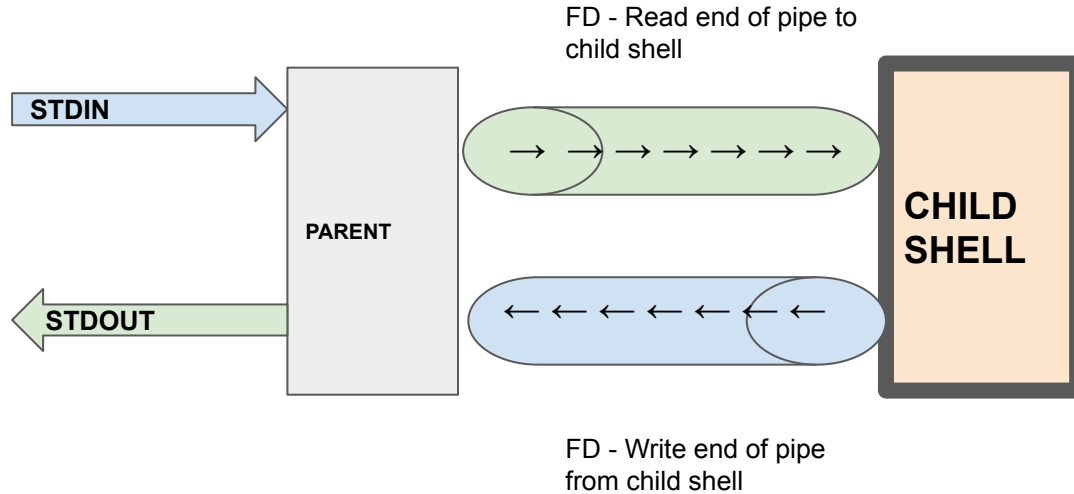 FD - Read end of pipe to
child shell
STDIN
PARENT
CHILD
SHELL
STDOUT
FD - Write end of pipe
from child shell